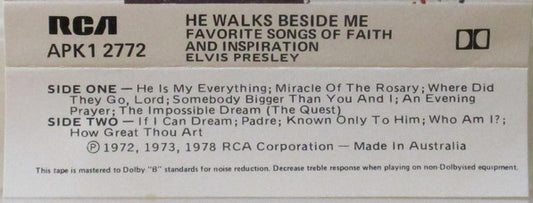 RCA
APK1 2772
HE WALKS BESIDE ME
FAVORITE SONGS OF FAITH
AND INSPIRATION
ELVIS PRESLEY
SIDE ONE — He Is My Everything; Miracle Of The Rosary; Where Did
They Go, Lord; Somebody Bigger Than You And I; An Evening
Prayer; The Impossible Dream (The Quest)
SIDE TWO — If I Can Dream; Padre; Known Only To Him; Who Am I?;
How Great Thou Art
Ⓟ 1972, 1973, 1978 RCA Corporation — Made In Australia
This tape is mastered to Dolby "B" standards for noise reduction. Decrease treble response when playing on non-Dolbyised equipment.